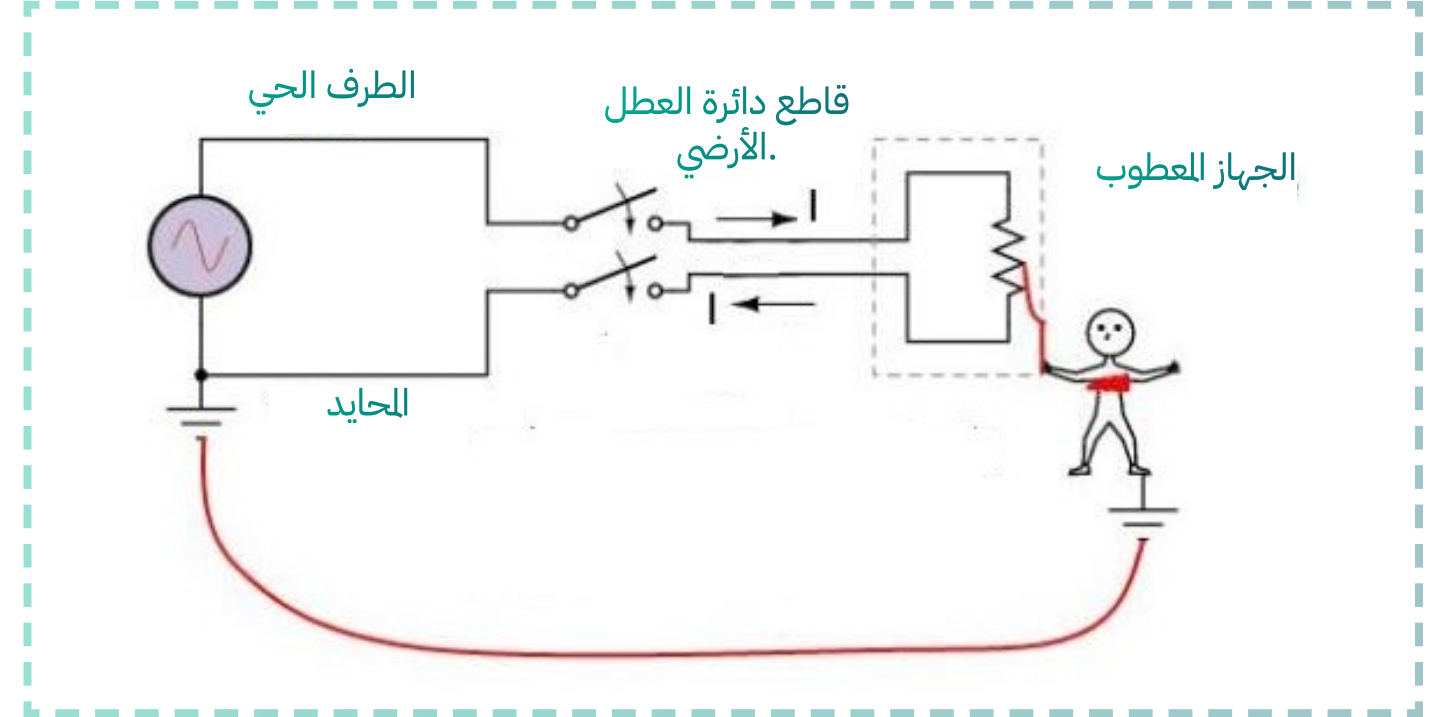 الطرف الحي
قاطع دائرة العطل
الأرضي.
الجهاز المعطوب
I
I
المحايد